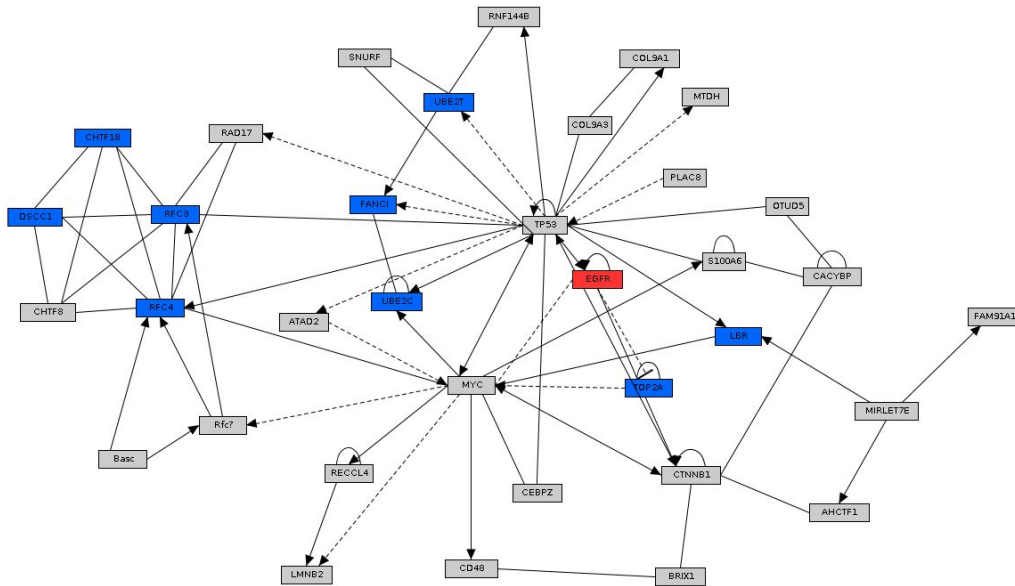 RNF144B
SNURF
COL9A1
UBE2T
MTDH
COL9A3
RAD17
CHTF18
PLAC8
FANCI
OTUD5
DSCC1
RFC3
TP53
S100A6
CACYBP
EGFR
UBE2C
RFC4
CHTF8
ATAD2
FAM91A1
LBR
MYC
TOP2A
MIRLET7E
Rfc?
Basc
RECCL4
CTNNB1
CEBPZ
AHCTF1
CD48
LMNB2
BRIX1